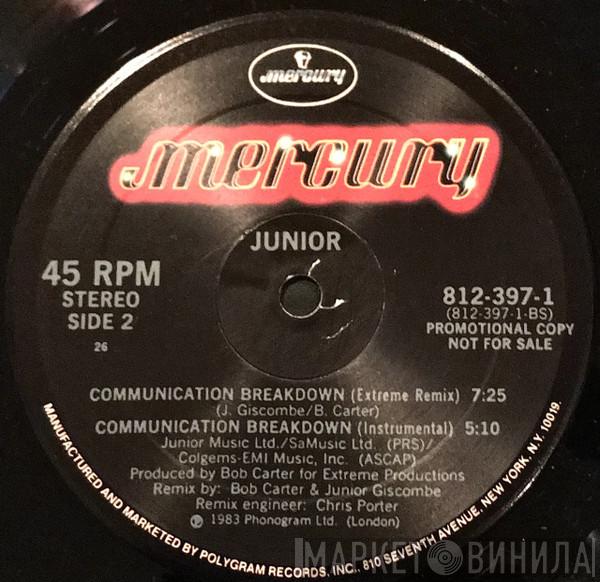 mercury
mercury
JUNIOR
45 RPM
STEREO
SIDE 2
26
812-397-1
(812-397-1-BS)
PROMOTIONAL COPY
NOT FOR SALE
COMMUNICATION BREAKDOWN (Extreme Remix) 7:25
(J. Giscombe/B. Carter)
COMMUNICATION BREAKDOWN (Instrumental) 5:10
Junior Music Ltd./SaMusic Ltd. (PRS)/
Colgems-EMI Music, Inc. (ASCAP)
Produced by Bob Carter for Extreme Productions
Remix by: Bob Carter & Junior Giscombe
Remix engineer: Chris Porter
℗ 1983 Phonogram Ltd. (London)
MANUFACTURED AND MARKETED BY POLYGRAM RECORDS, INC., 810 SEVENTH AVENUE, NEW YORK, N.Y. 10019.
МАРКЕТ ВИНИЛА